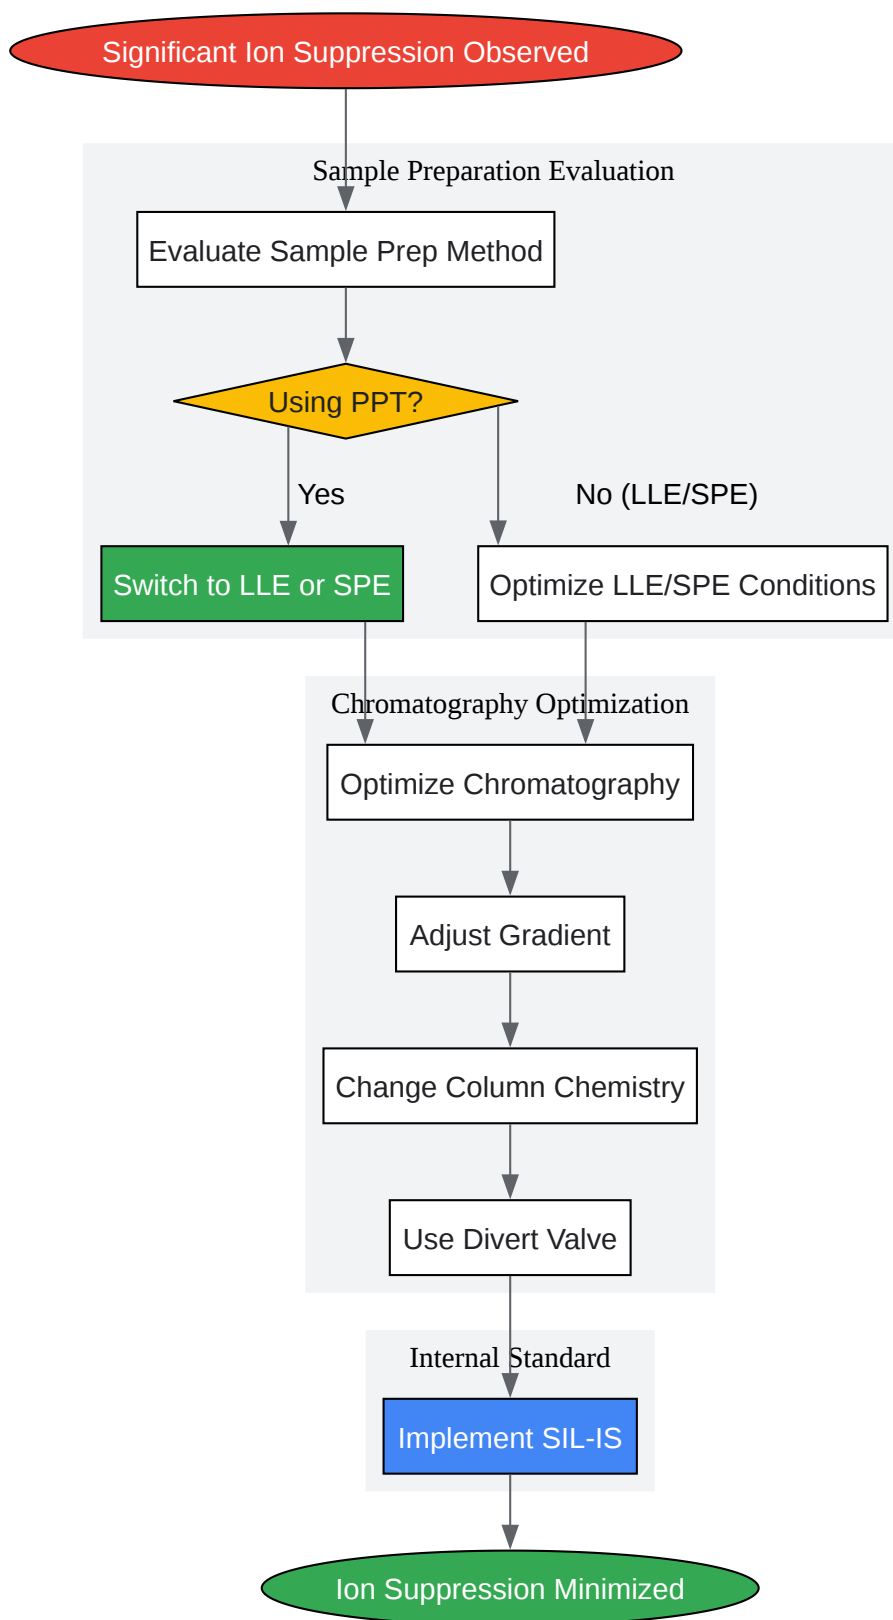 Significant Ion Suppression Observed
Sample Preparation Evaluation
Evaluate Sample Prep Method
Using PPT?
Yes
No (LLE/SPE)
Switch to LLE or SPE
Optimize LLE/SPE Conditions
Chromatography Optimization
Optimize Chromatography
Adjust Gradient
Change Column Chemistry
Use Divert Valve
Internal Standard
Implement SIL-IS
Ion Suppression Minimized